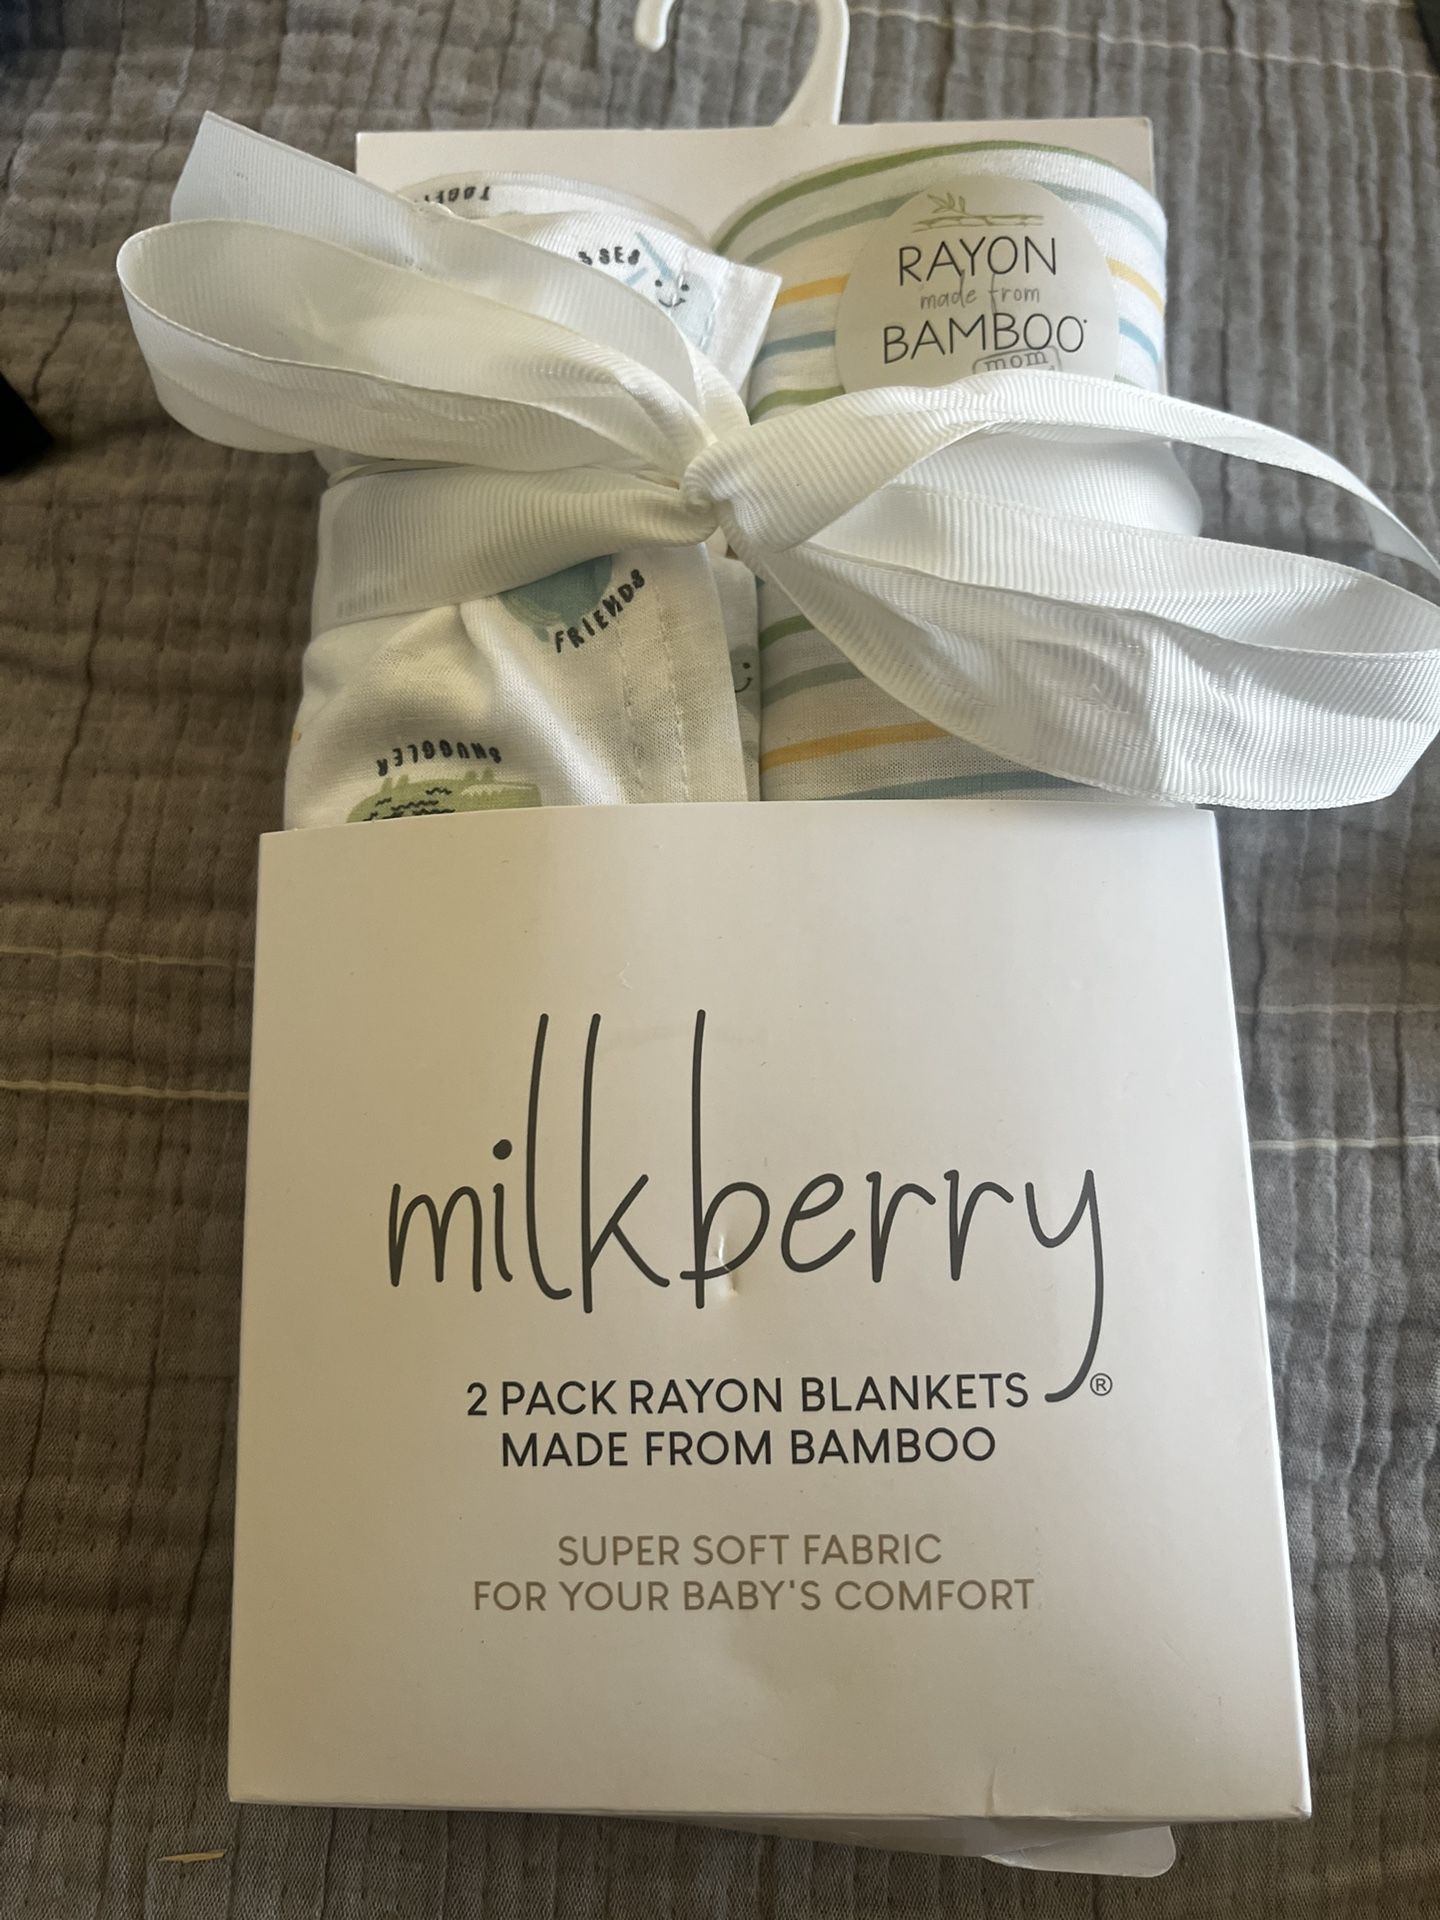 RAYON
made from
BAMBOO
mom
FRIENDS
SNUGGLER
milkberry®
2 PACK RAYON BLANKETS
MADE FROM BAMBOO
SUPER SOFT FABRIC
FOR YOUR BABY'S COMFORT